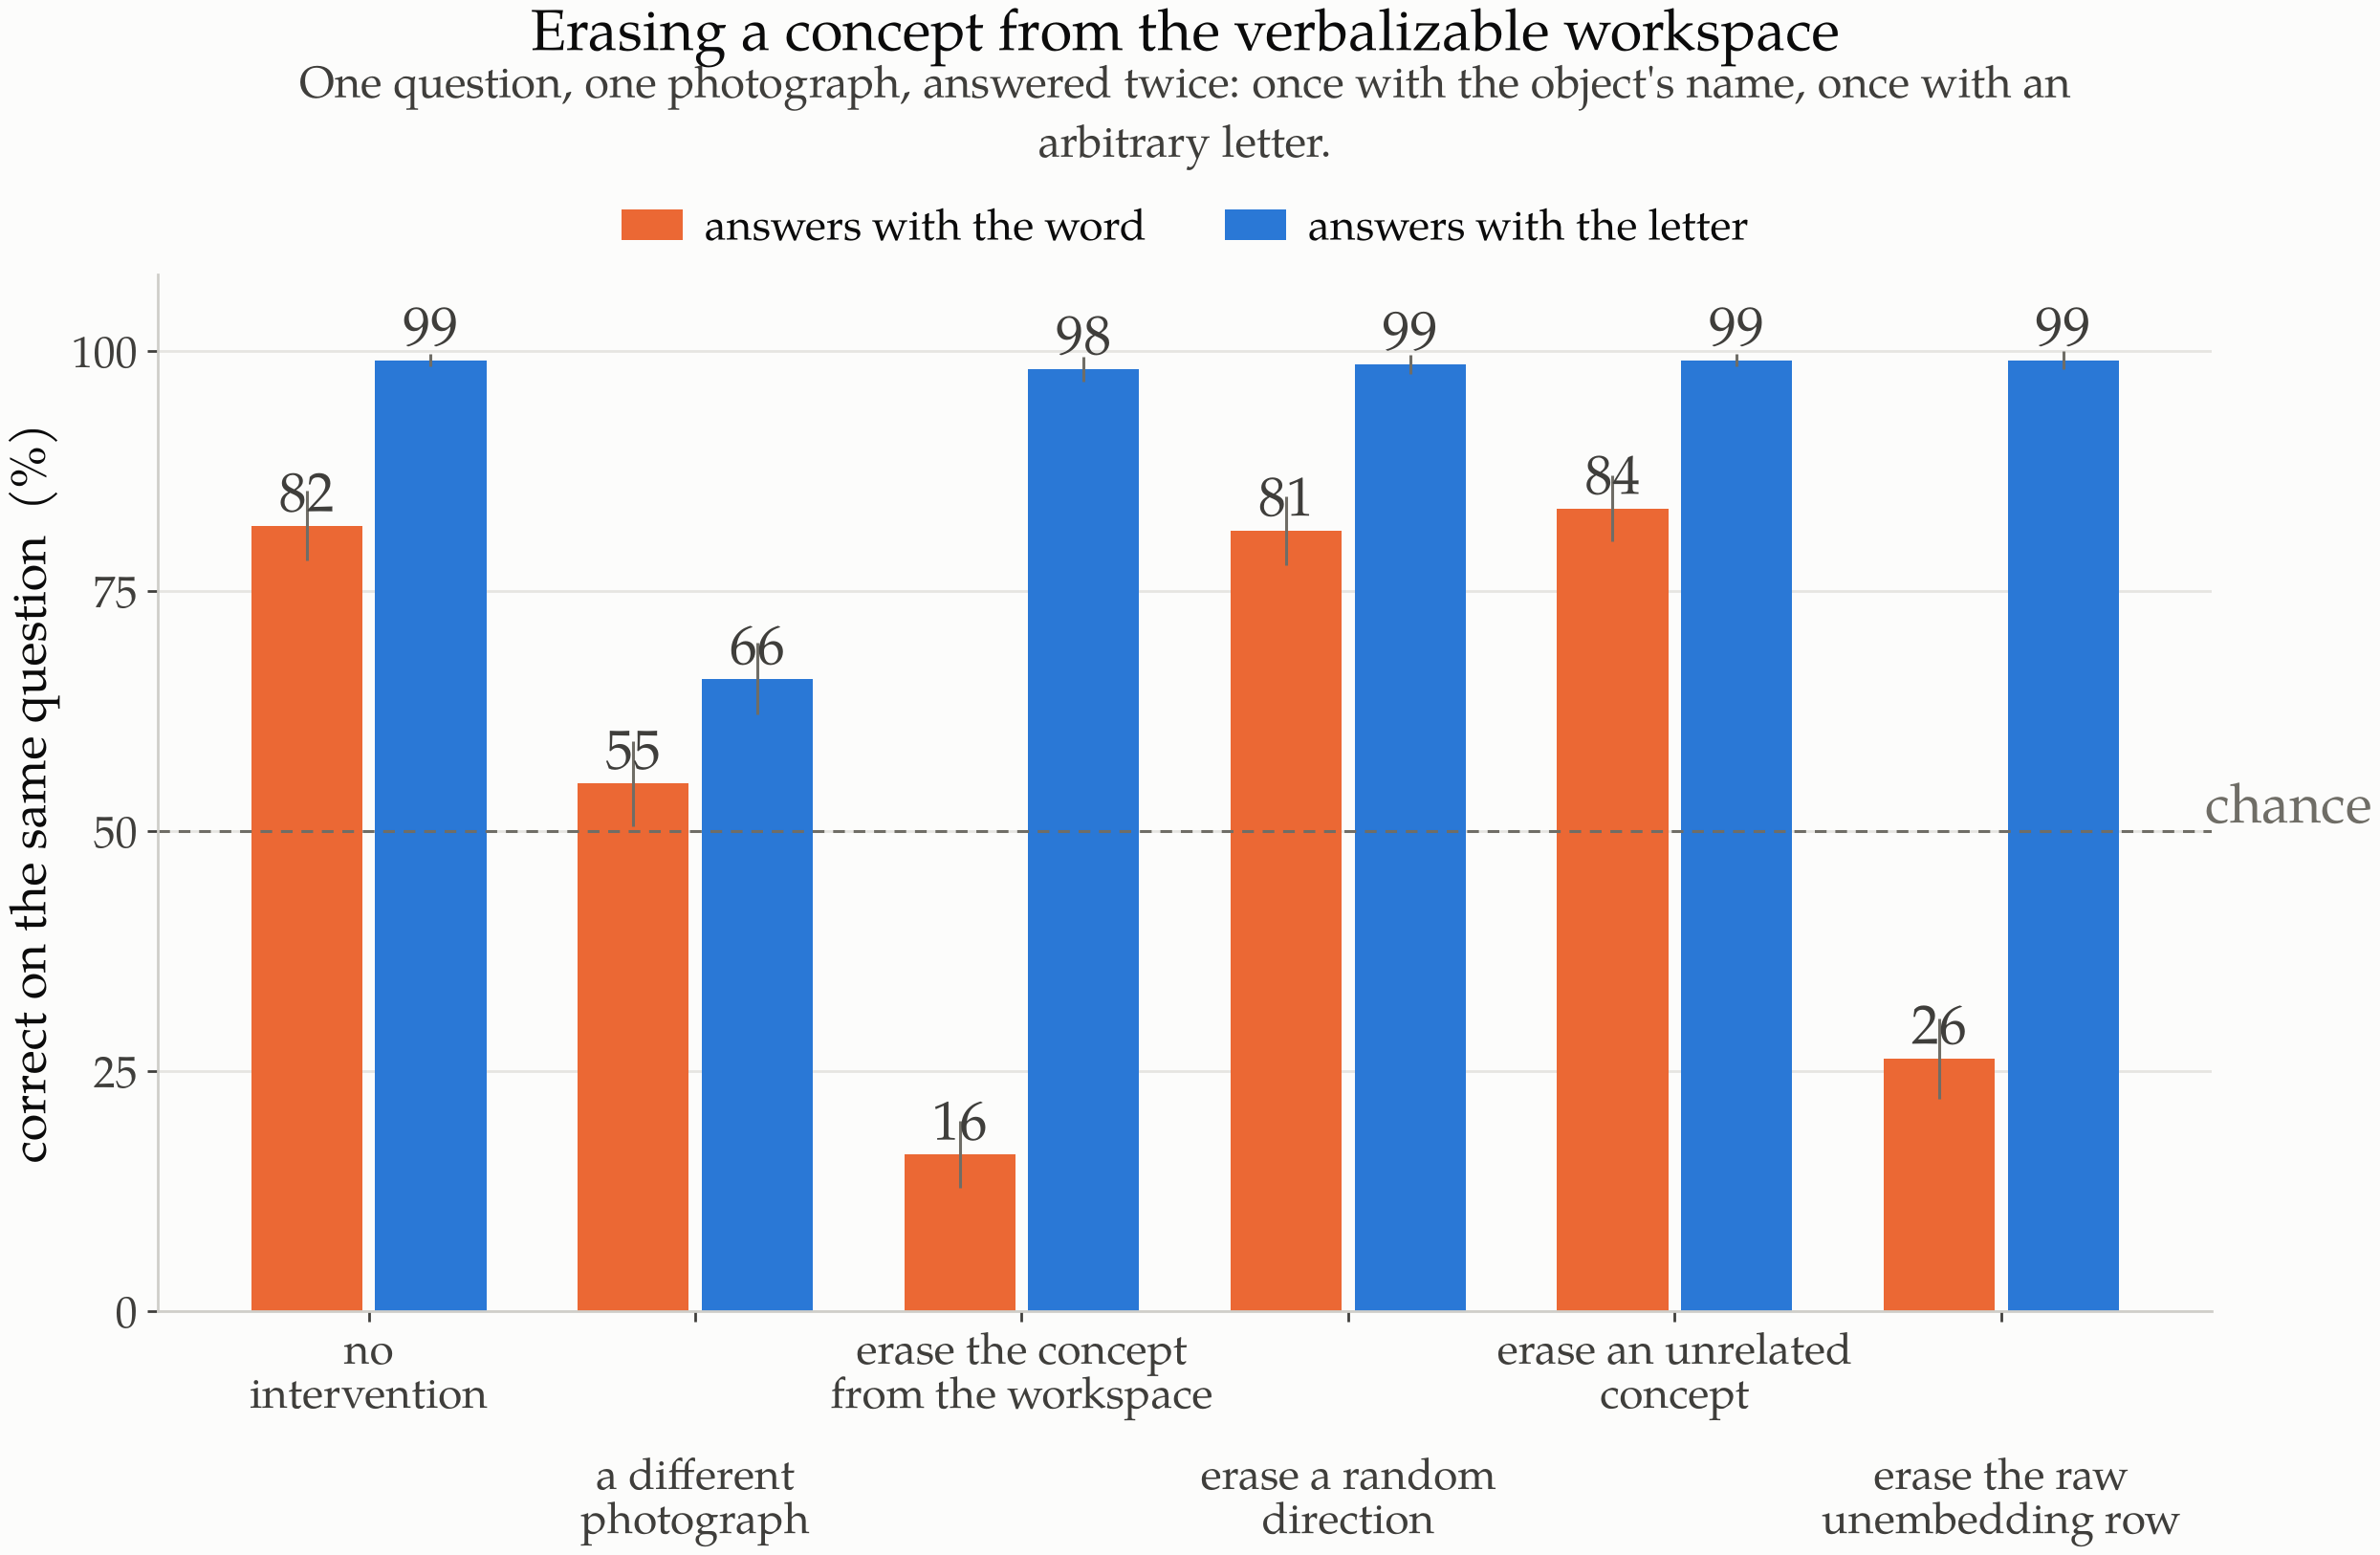 Erasing a concept from the verbalizable workspace
One question, one photograph, answered twice: once with the object's name, once with an
arbitrary letter.
answers with the word
answers with the letter
correct on the same question (%)
100
75
50
25
0
82
99
55
66
16
98
81
99
84
99
26
99
chance
no
intervention
a different
photograph
erase the concept
from the workspace
erase a random
direction
erase an unrelated
concept
erase the raw
unembedding row